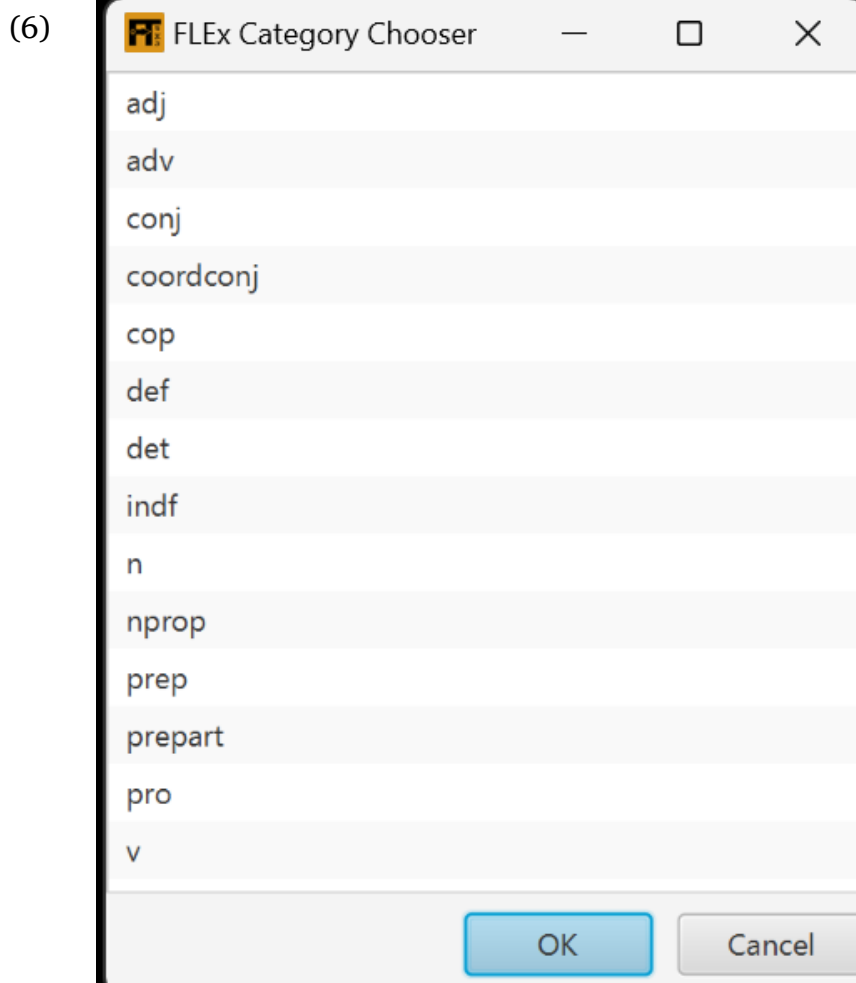 (6)
FLEx Category Chooser
adj
adv
conj
coordconj
cop
def
det
indf
n
nprop
prep
prepart
pro
v
OK Cancel